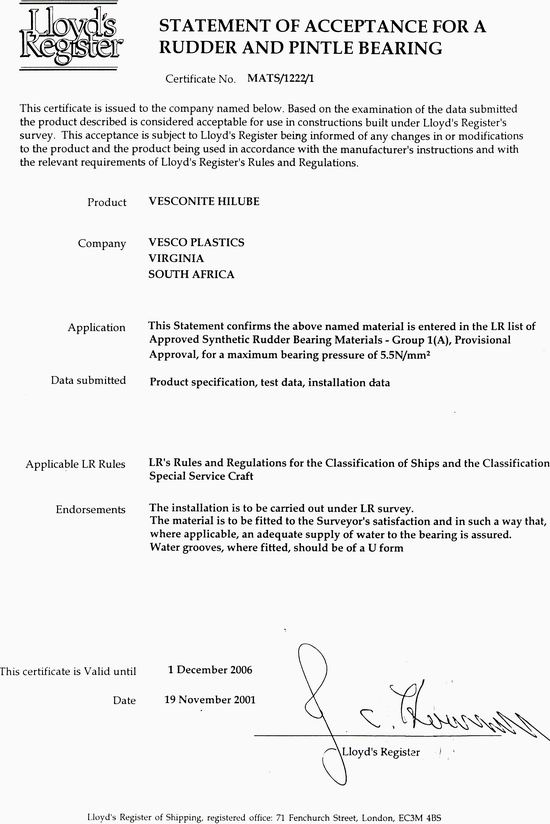 Lloyd's
Register
STATEMENT OF ACCEPTANCE FOR A
RUDDER AND PINTLE BEARING
Certificate No. MATS/1222/1
This certificate is issued to the company named below. Based on the examination of the data submitted
the product described is considered acceptable for use in constructions built under Lloyd's Register's
survey. This acceptance is subject to Lloyd's Register being informed of any changes in or modifications
to the product and the product being used in accordance with the manufacturer's instructions and with
the relevant requirements of Lloyd's Register's Rules and Regulations.
Product VESCONITE HILUBE
Company VESCO PLASTICS
VIRGINIA
SOUTH AFRICA
Application This Statement confirms the above named material is entered in the LR list of
Approved Synthetic Rudder Bearing Materials - Group 1(A), Provisional
Approval, for a maximum bearing pressure of 5.5N/mm²
Data submitted Product specification, test data, installation data
Applicable LR Rules LR's Rules and Regulations for the Classification of Ships and the Classification
Special Service Craft
Endorsements The installation is to be carried out under LR survey.
The material is to be fitted to the Surveyor's satisfaction and in such a way that,
where applicable, an adequate supply of water to the bearing is assured.
Water grooves, where fitted, should be of a U form
This certificate is Valid until 1 December 2006
Date 19 November 2001
Lloyd's Register
Lloyd's Register of Shipping, registered office: 71 Fenchurch Street, London, EC3M 4BS